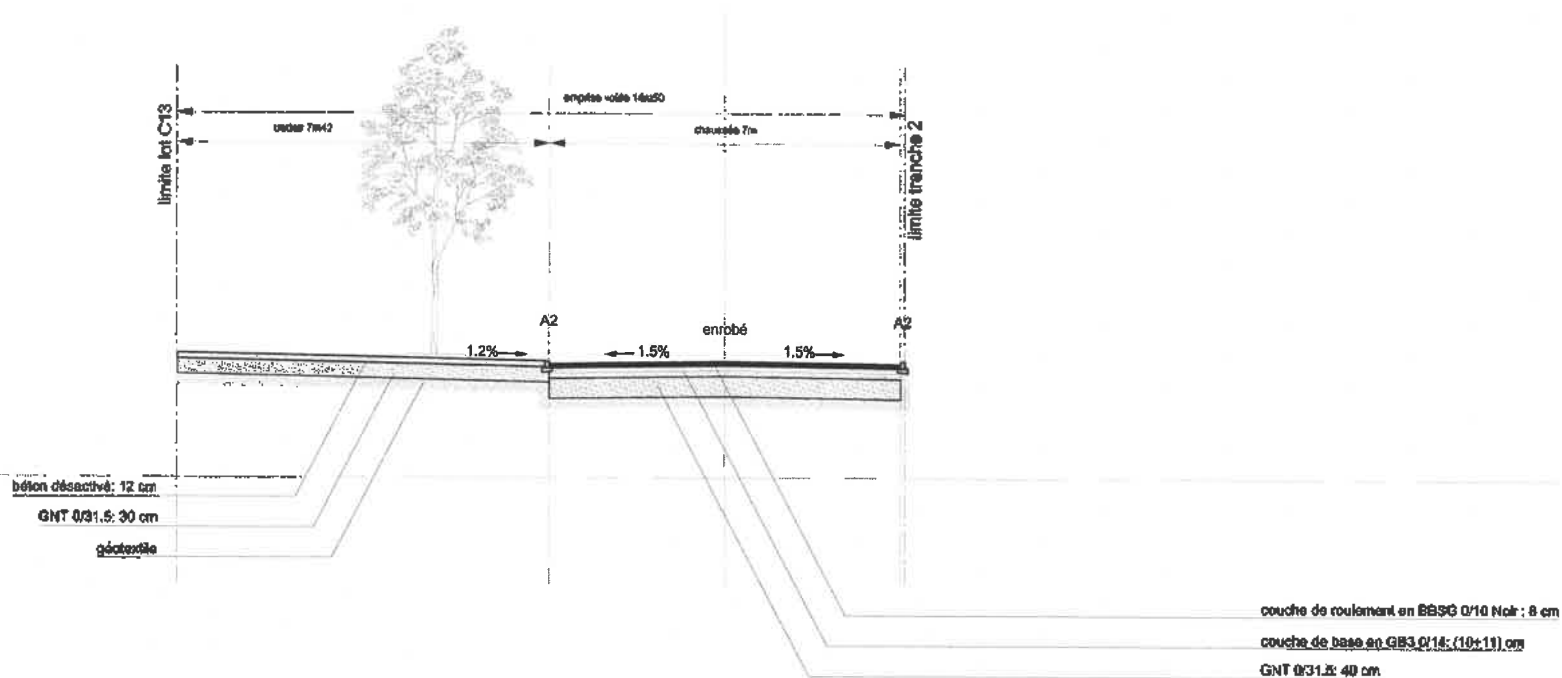 limite lot C13
emprise voirie 14m50
7m42
chaussée 7m
limite tranche 2
A2
enrobé
A2
1.2%
1.5%
1.5%
béton désactivé: 12 cm
GNT 0/31.5: 30 cm
géotextile
couche de roulement en BBSG 0/10 Noir : 8 cm
couche de base en GB3 0/14: (10+11) cm
GNT 0/31.5: 40 cm